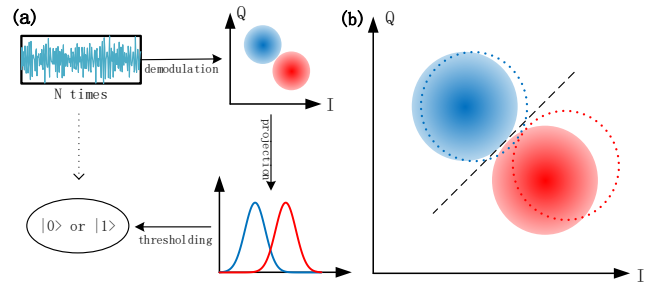 (a)
Q
demodulation
N times
I
projection
|0> or |1>
thresholding
(b)
Q
I